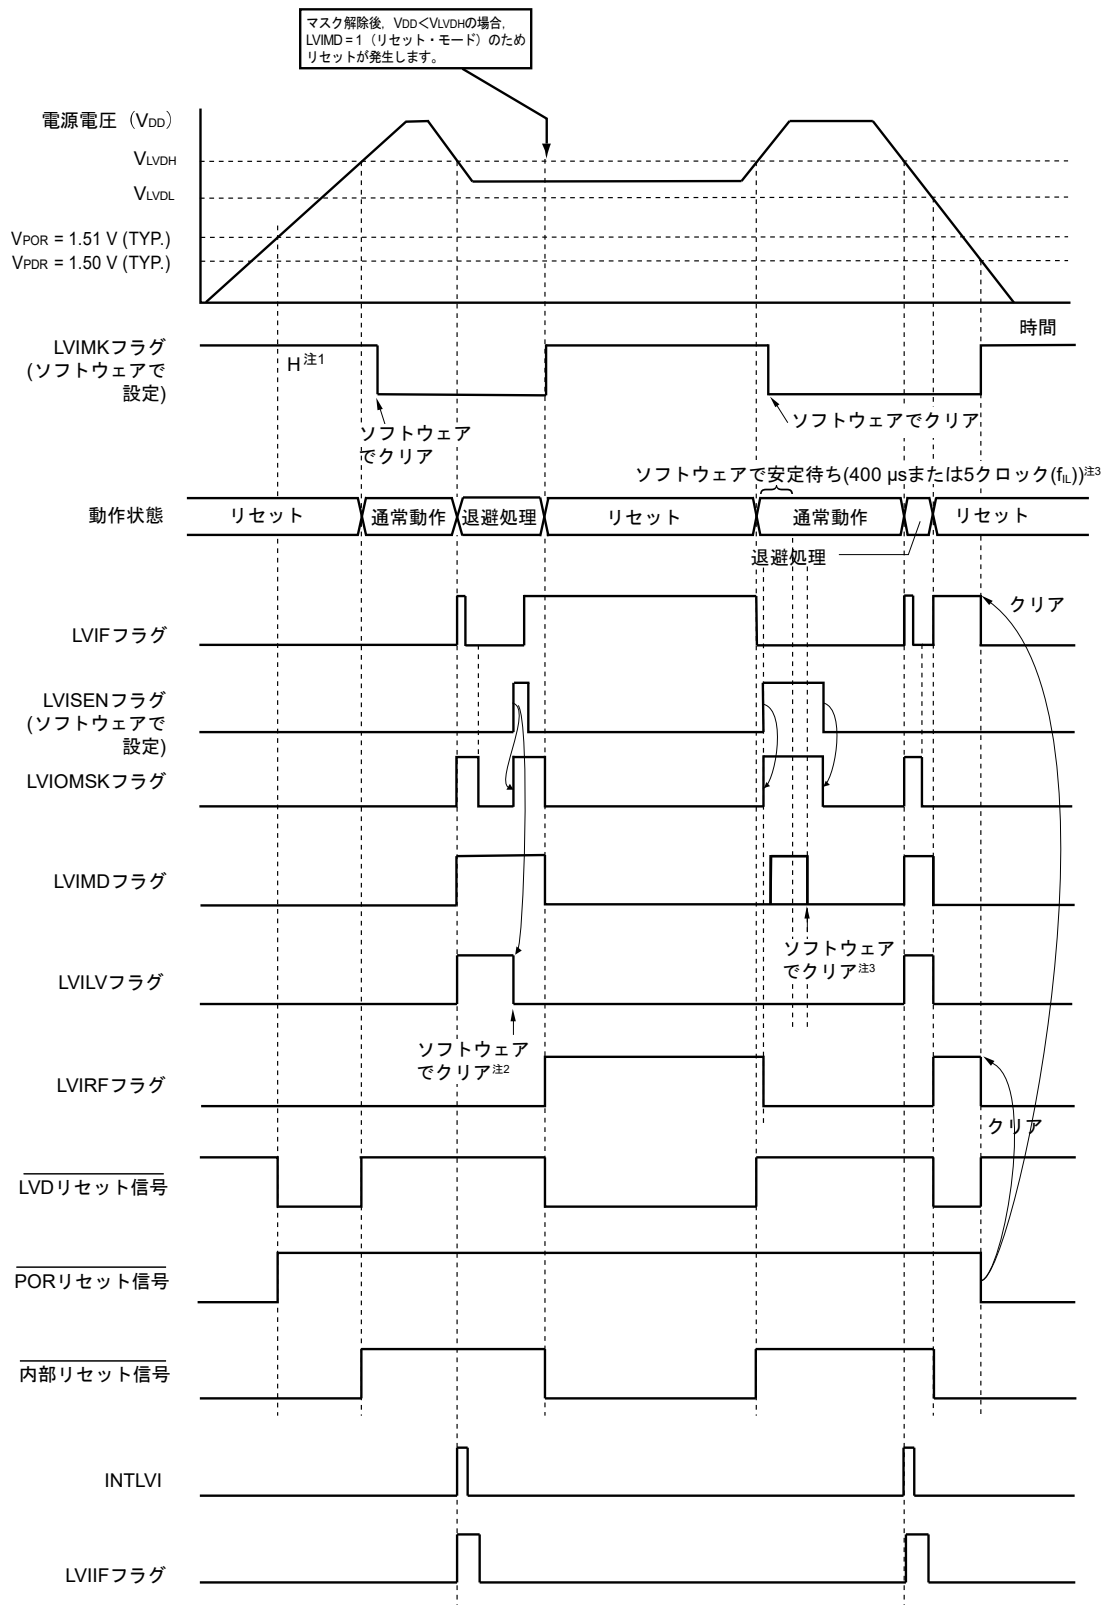 マスク解除後，VDD＜VLVDHの場合，
LVIMD = 1（リセット・モード）のため
リセットが発生します。
電源電圧（VDD）
VLVDH
VLVDL
VPOR = 1.51 V (TYP.)
VPDR = 1.50 V (TYP.)
時間
LVIMKフラグ
(ソフトウェアで
設定)
H注1
ソフトウェア
でクリア
ソフトウェアでクリア
ソフトウェアで安定待ち(400 μsまたは5クロック(fIL))注3
動作状態
リセット
通常動作
退避処理
リセット
通常動作
リセット
退避処理
LVIFフラグ
クリア
LVISENフラグ
(ソフトウェアで
設定)
LVIOMSKフラグ
LVIMDフラグ
ソフトウェア
でクリア注3
LVILVフラグ
ソフトウェア
でクリア注2
LVIRFフラグ
クリア
LVDリセット信号
PORリセット信号
内部リセット信号
INTLVI
LVIIFフラグ